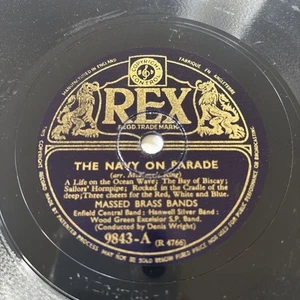 COPYRIGHT CONTROL
MANUFACTURED IN ENGLAND
FABRIQUE EN ANGLETERRE
REX
REGD. TRADE MARK
THE NAVY ON PARADE
(arr.
A Life on the Ocean Wave; The Bay of Biscay;
Sailors' Hornpipe; Rocked in the Cradle of the
deep; Three cheers for the Red, White and Blue.
MASSED BRASS BANDS
Enfield Central Band: Hanwell Silver Band:
Wood Green Excelsior S.P. Band.
(Conducted by Denis Wright)
9843-A (R 4766)